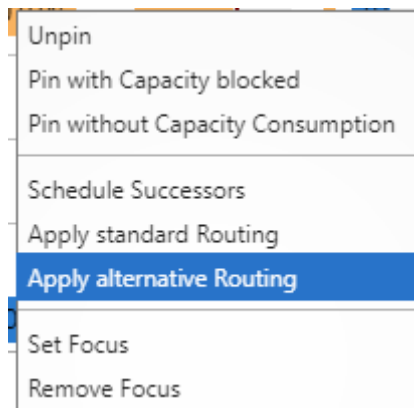 Unpin
Pin with Capacity blocked
Pin without Capacity Consumption
Schedule Successors
Apply standard Routing
Apply alternative Routing
Set Focus
Remove Focus